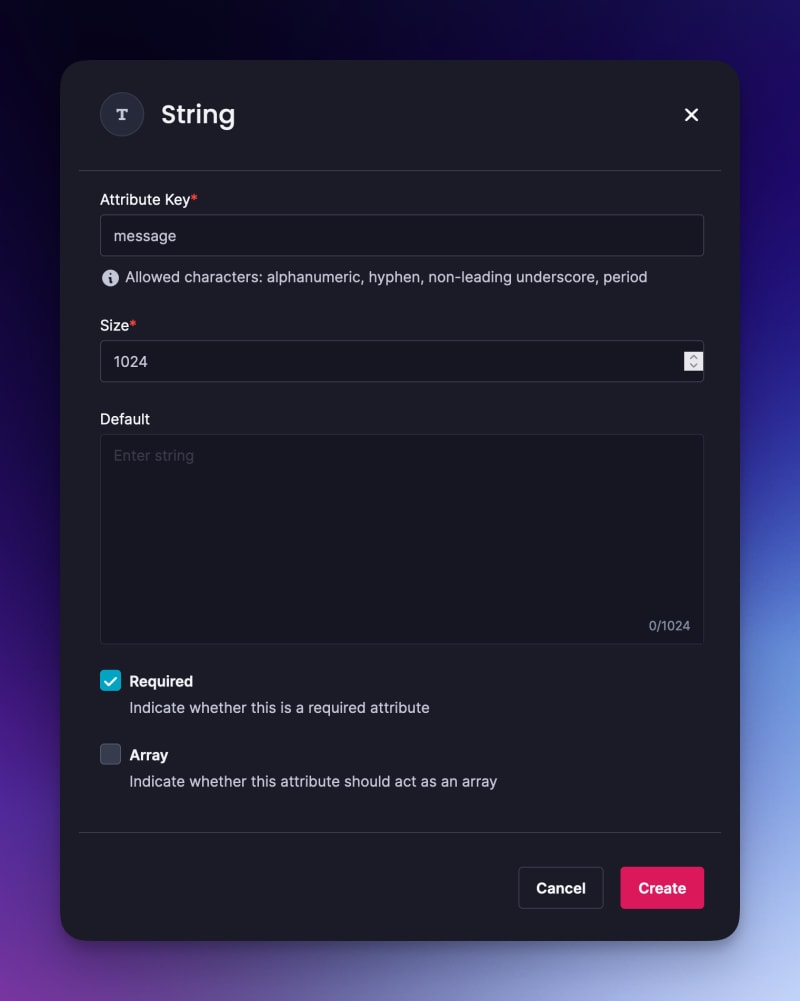 T String
Attribute Key*
message
Allowed characters: alphanumeric, hyphen, non-leading underscore, period
Size*
1024
Default
Enter string
0/1024
Required
Indicate whether this is a required attribute
Array
Indicate whether this attribute should act as an array
Cancel Create